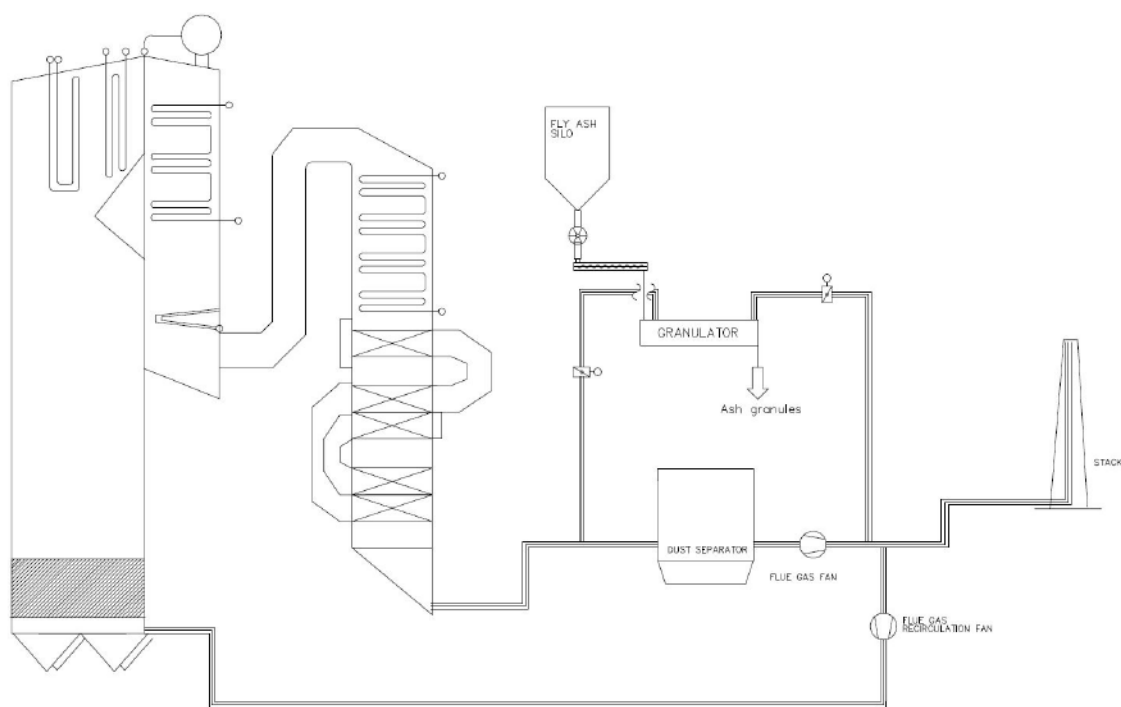 FLY ASH
SILO
GRANULATOR
Ash granules
STACK
DUST SEPARATOR
FLUE GAS FAN
FLUE GAS
RECIRCULATION FAN